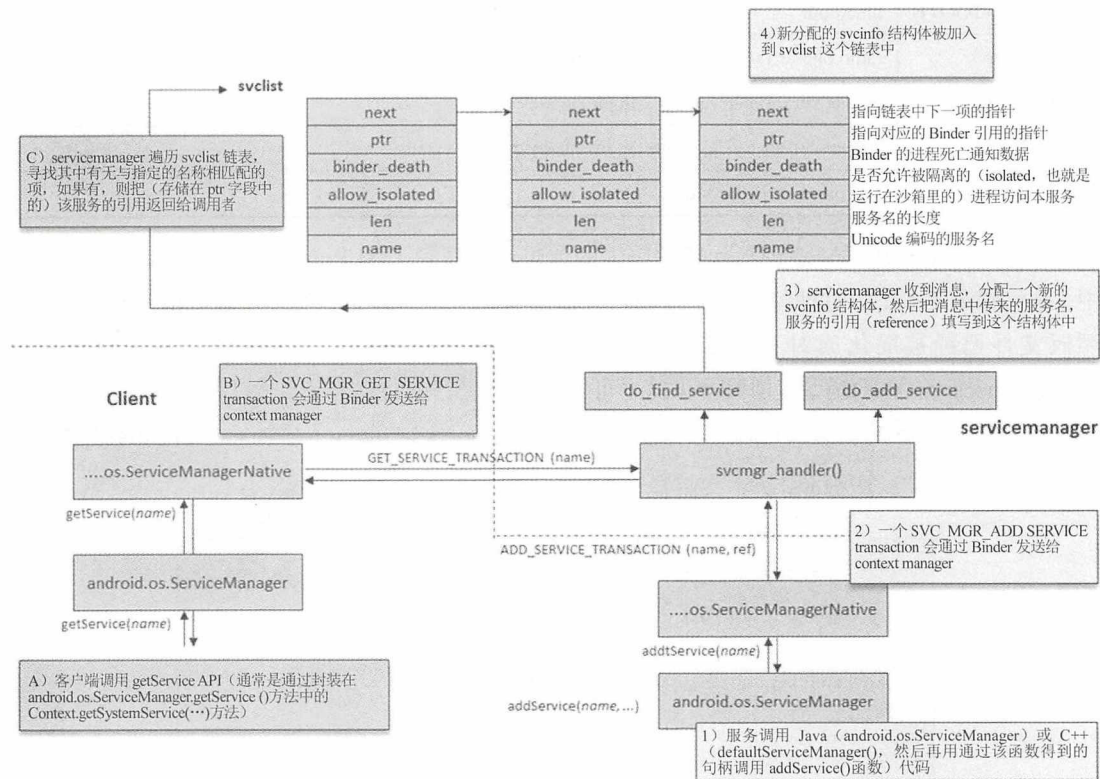 4）新分配的 svcinfo 结构体被加入
到 svclist 这个链表中
svclist
next
ptr
binder_death
allow_isolated
len
name
next
ptr
binder_death
allow_isolated
len
name
next
ptr
binder_death
allow_isolated
len
name
指向链表中下一项的指针
指向对应的 Binder 引用的指针
Binder 的进程死亡通知数据
是否允许被隔离的（isolated，也就是
运行在沙箱里的）进程访问本服务
服务名的长度
Unicode 编码的服务名
C）servicemanager 遍历 svclist 链表，
寻找其中有无与指定的名称相匹配的
项，如果有，则把（存储在 ptr 字段中
的）该服务的引用返回给调用者
3）servicemanager 收到消息，分配一个新的
svcinfo 结构体，然后把消息中传来的服务名，
服务的引用（reference）填写到这个结构体中
Client
B）一个 SVC_MGR_GET_SERVICE
transaction 会通过 Binder 发送给
context manager
do_find_service
do_add_service
servicemanager
....os.ServiceManagerNative
GET_SERVICE_TRANSACTION (name)
svcmgr_handler()
getService(name)
2）一个 SVC_MGR_ADD SERVICE
transaction 会通过 Binder 发送给
context manager
ADD_SERVICE_TRANSACTION (name, ref)
android.os.ServiceManager
....os.ServiceManagerNative
getService(name)
addtService(name)
A）客户端调用 getService API（通常是通过封装在
android.os.ServiceManager.getService ()方法中的
Context.getSystemService(…)方法）
android.os.ServiceManager
addService(name, ...)
1）服务调用 Java（android.os.ServiceManager）或 C++
（defaultServiceManager()，然后再用通过该函数得到的
句柄调用 addService()函数）代码